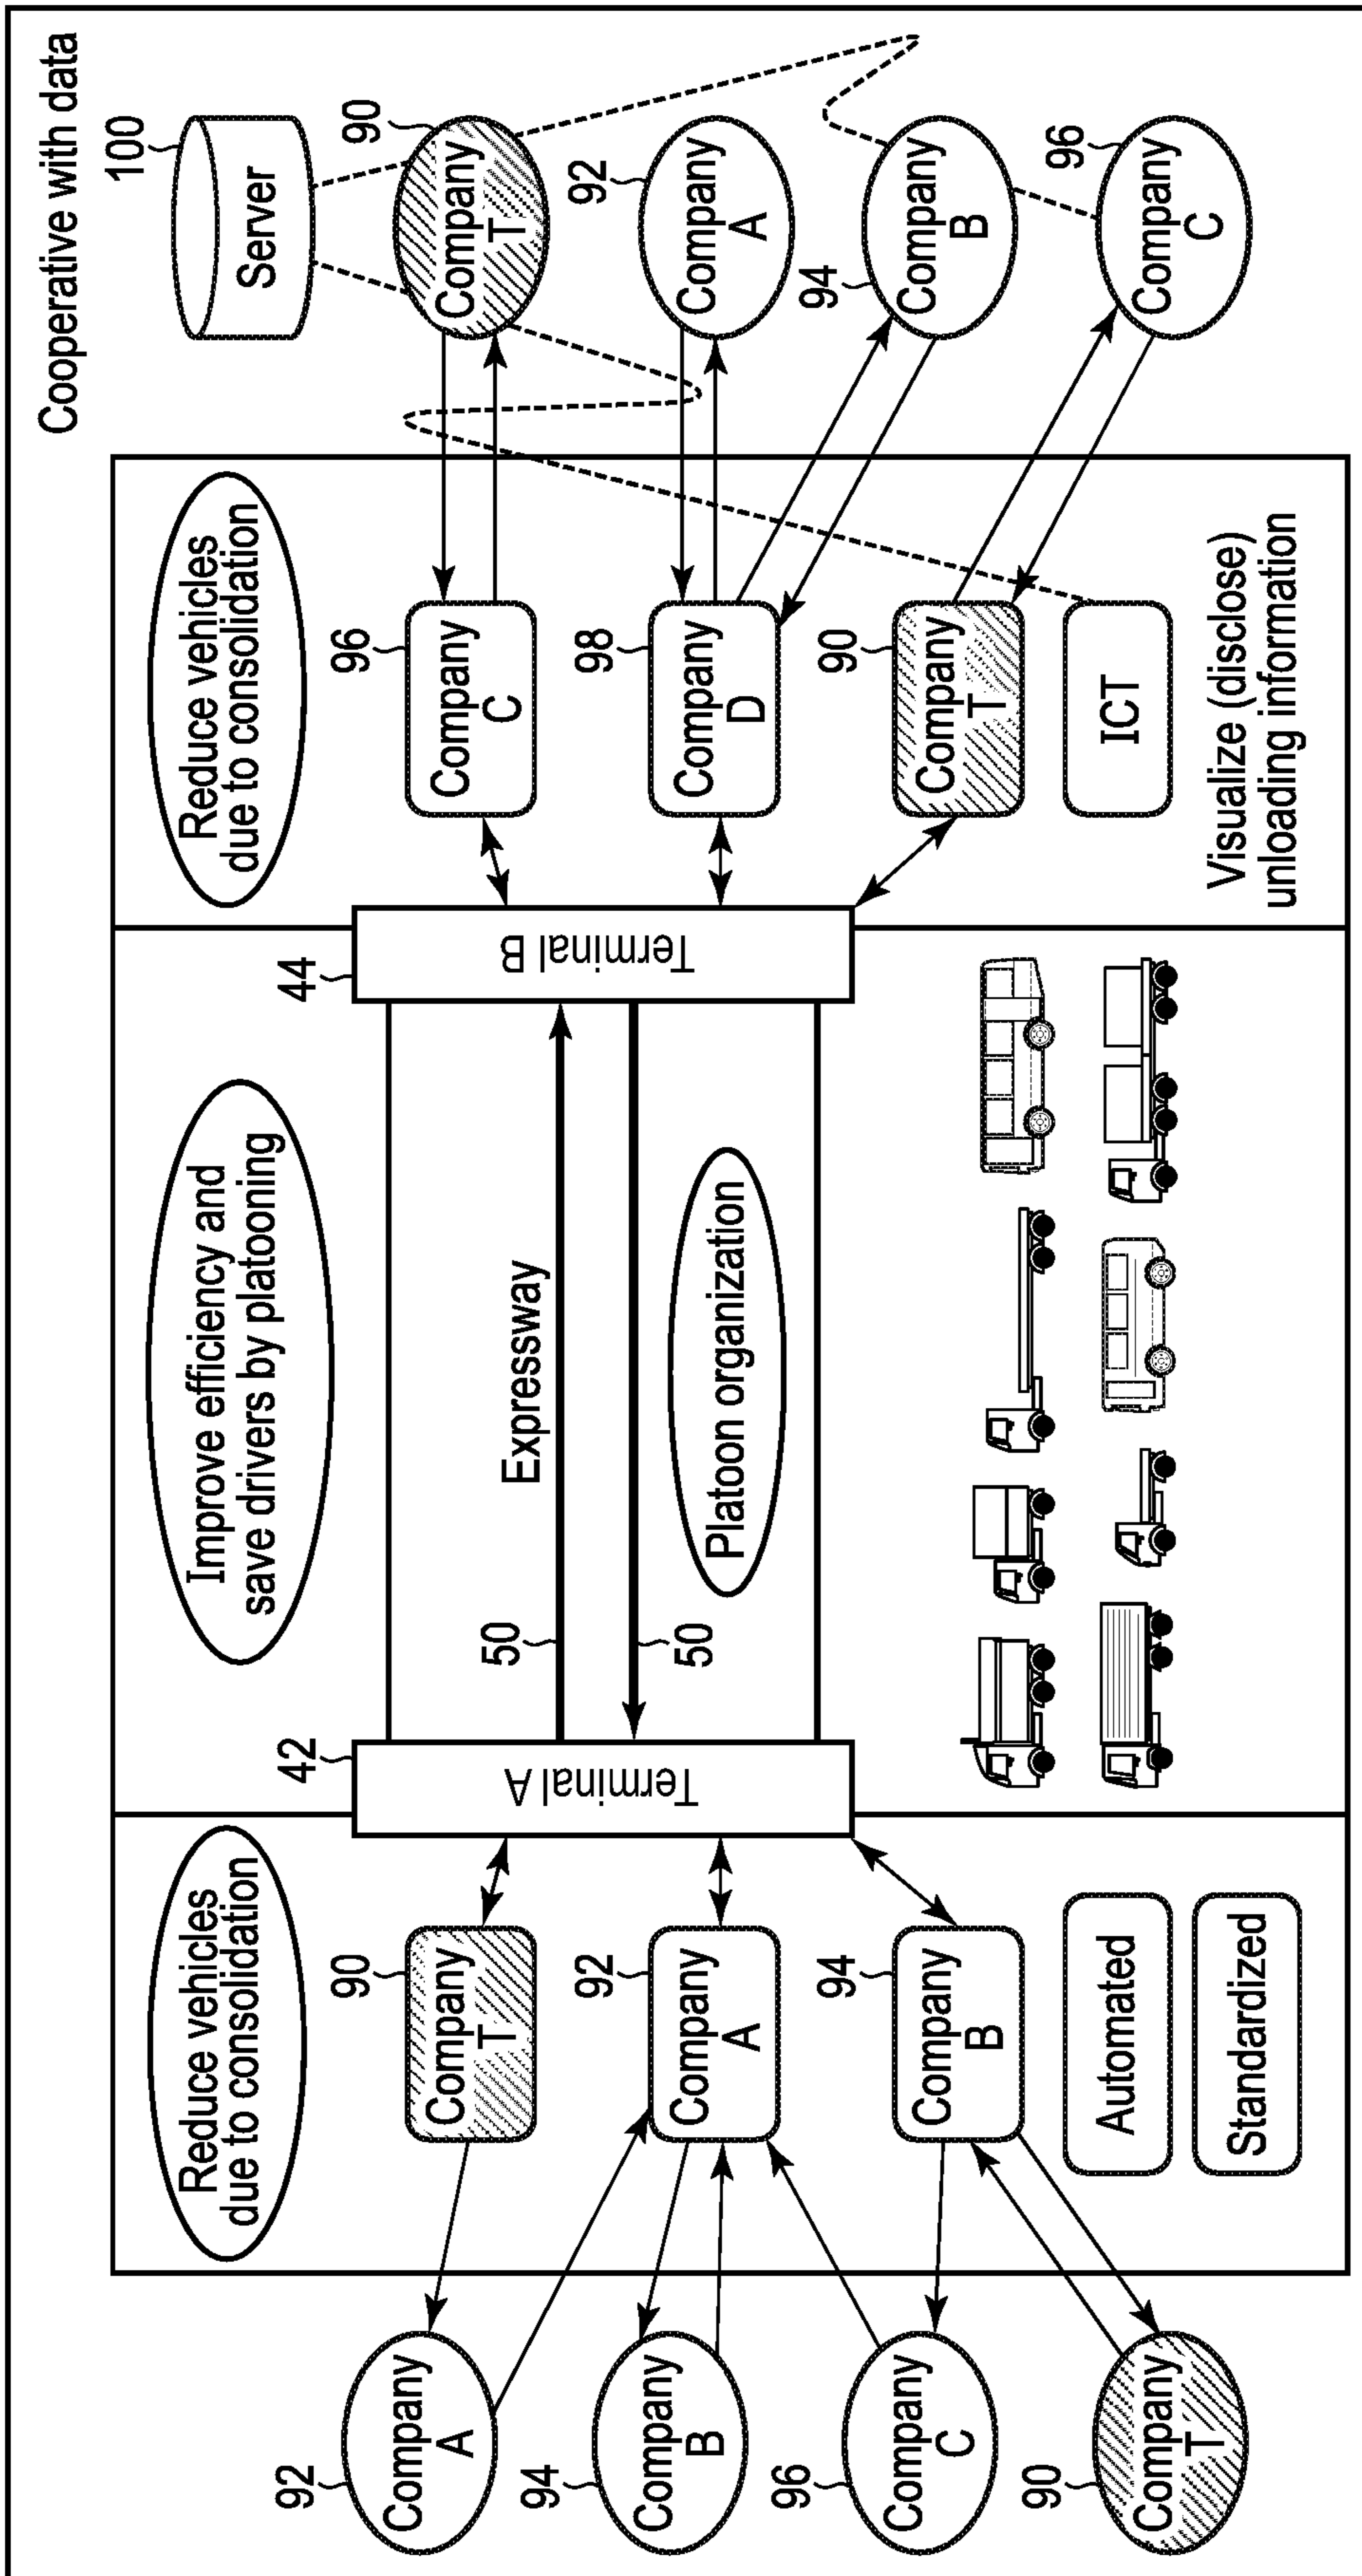 Cooperative with data
Reduce vehicles
due to consolidation
Improve efficiency and
save drivers by platooning
Reduce vehicles
due to consolidation
100
Server
92
Company
A
94
Company
B
96
Company
C
90
Company
T
90
Company
T
92
Company
A
94
Company
B
Automated
Standardized
42
Terminal A
Expressway
50
50
Platoon organization
44
Terminal B
96
Company
C
98
Company
D
90
Company
T
ICT
Visualize (disclose)
unloading information
90
Company
T
92
Company
A
94
Company
B
96
Company
C